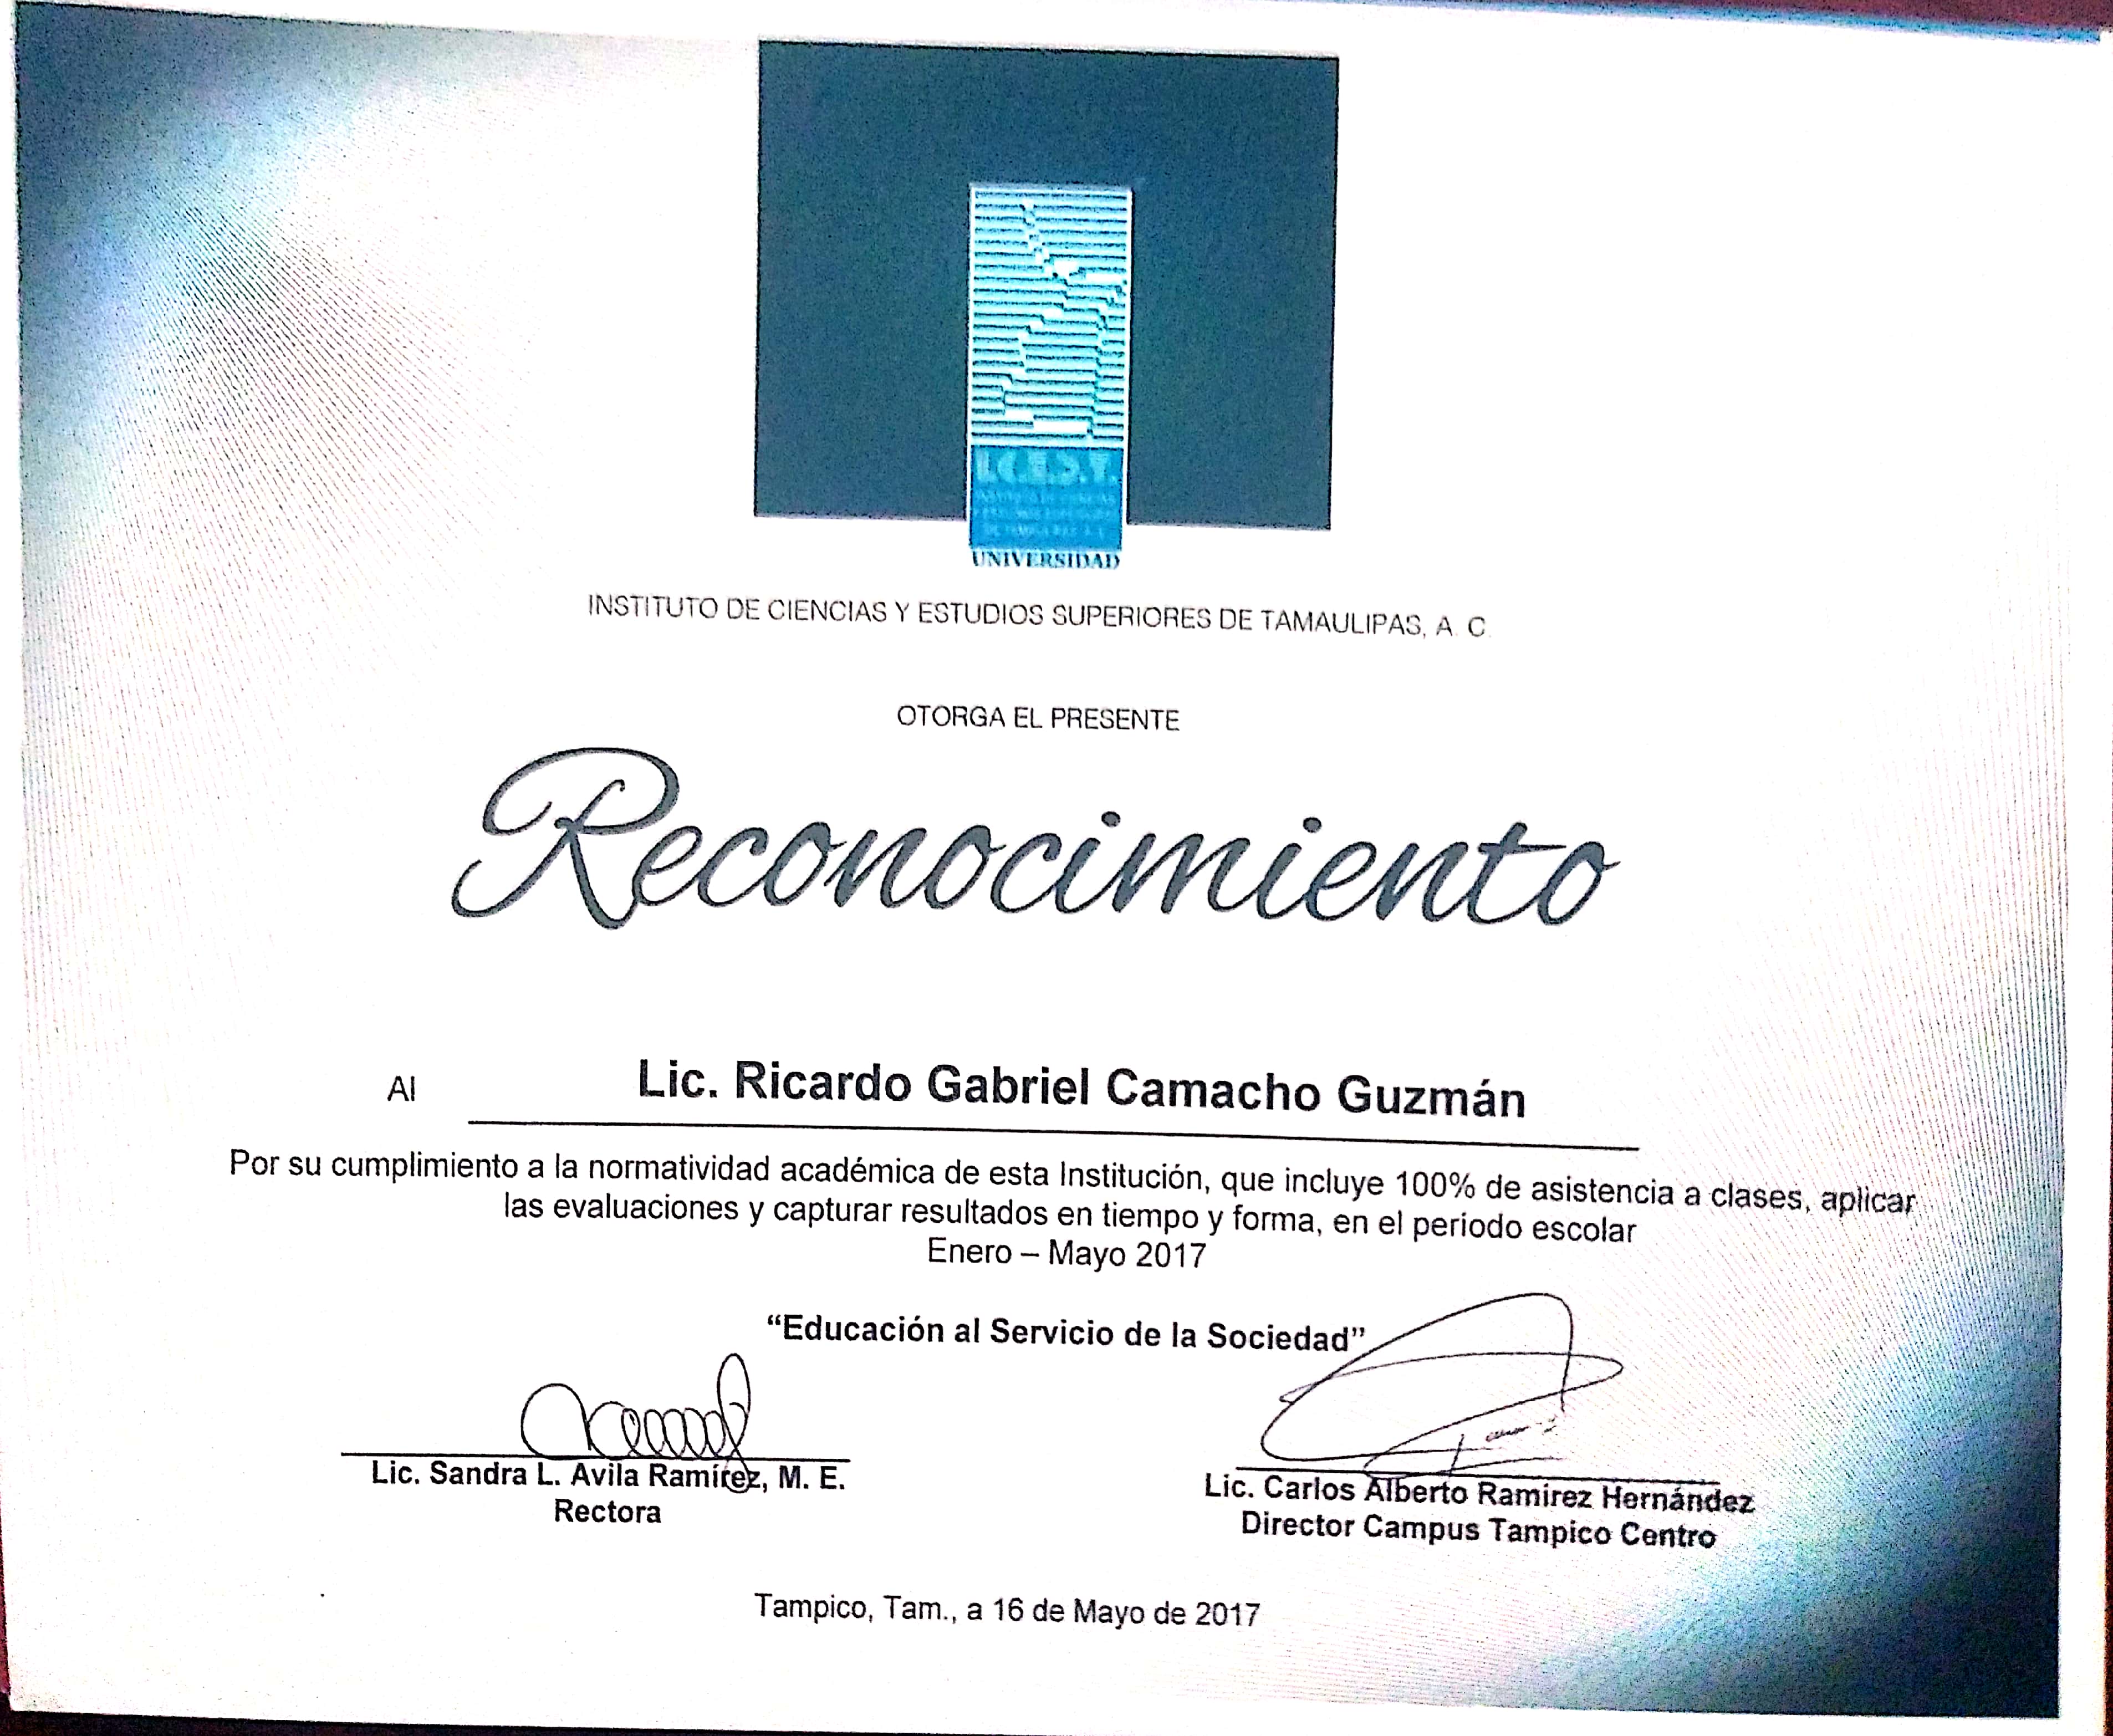 I.C.E.S.T.
UNIVERSIDAD
INSTITUTO DE CIENCIAS Y ESTUDIOS SUPERIORES DE TAMAULIPAS, A. C.
OTORGA EL PRESENTE
Reconocimiento
Al Lic. Ricardo Gabriel Camacho Guzmán
Por su cumplimiento a la normatividad académica de esta Institución, que incluye 100% de asistencia a clases, aplicar
las evaluaciones y capturar resultados en tiempo y forma, en el periodo escolar
Enero – Mayo 2017
“Educación al Servicio de la Sociedad”
Lic. Sandra L. Avila Ramírez, M. E.
Rectora
Lic. Carlos Alberto Ramírez Hernández
Director Campus Tampico Centro
Tampico, Tam., a 16 de Mayo de 2017